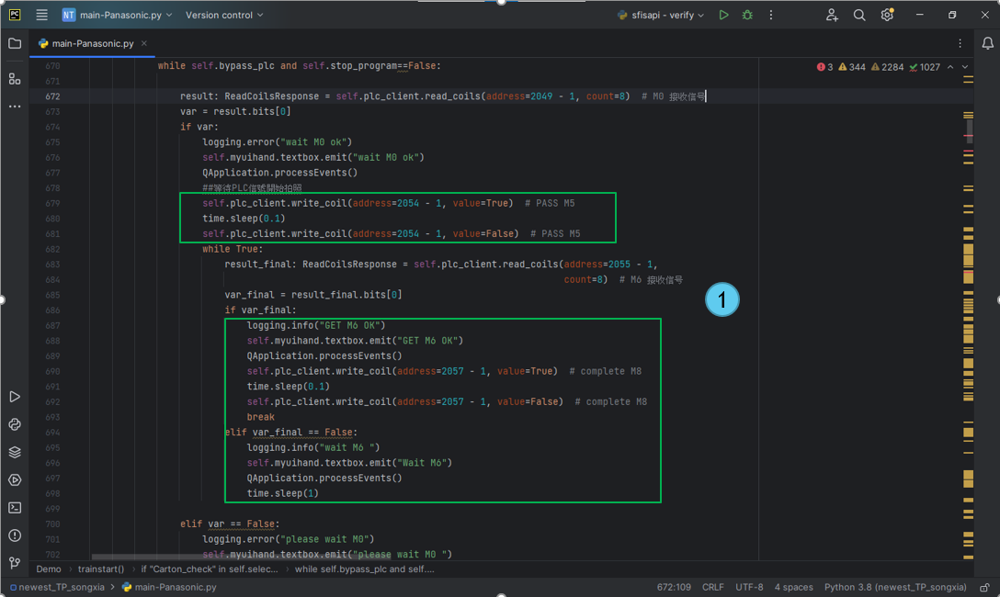 PC NT main-Panasonic.py Version control sfisapi - verify
main-Panasonic.py
3 344 2284 1027
670 while self.bypass_plc and self.stop_program==False:
671
672 result: ReadCoilsResponse = self.plc_client.read_coils(address=2049 - 1, count=8)  # M0 接收信号
673 var = result.bits[0]
674 if var:
675 logging.error("wait M0 ok")
676 self.myuihand.textbox.emit("wait M0 ok")
677 QApplication.processEvents()
678 ##等待PLC信號開始拍照
679 self.plc_client.write_coil(address=2054 - 1, value=True)  # PASS M5
680 time.sleep(0.1)
681 self.plc_client.write_coil(address=2054 - 1, value=False)  # PASS M5
682 while True:
683 result_final: ReadCoilsResponse = self.plc_client.read_coils(address=2055 - 1,
684 count=8)  # M6 接收信号
685 var_final = result_final.bits[0]
686 if var_final:
687 logging.info("GET M6 OK")
688 self.myuihand.textbox.emit("GET M6 OK")
689 QApplication.processEvents()
690 self.plc_client.write_coil(address=2057 - 1, value=True)  # complete M8
691 time.sleep(0.1)
692 self.plc_client.write_coil(address=2057 - 1, value=False)  # complete M8
693 break
694 elif var_final == False:
695 logging.info("wait M6 ")
696 self.myuihand.textbox.emit("Wait M6")
697 QApplication.processEvents()
698 time.sleep(1)
699
700 elif var == False:
701 logging.error("please wait M0")
702 self.myuihand.textbox.emit("please wait M0 ")
1
Demo trainstart() if "Carton_check" in self.selec... while self.bypass_plc and self....
newest_TP_songxia main-Panasonic.py 672:109 CRLF UTF-8 4 spaces Python 3.8 (newest_TP_songxia)